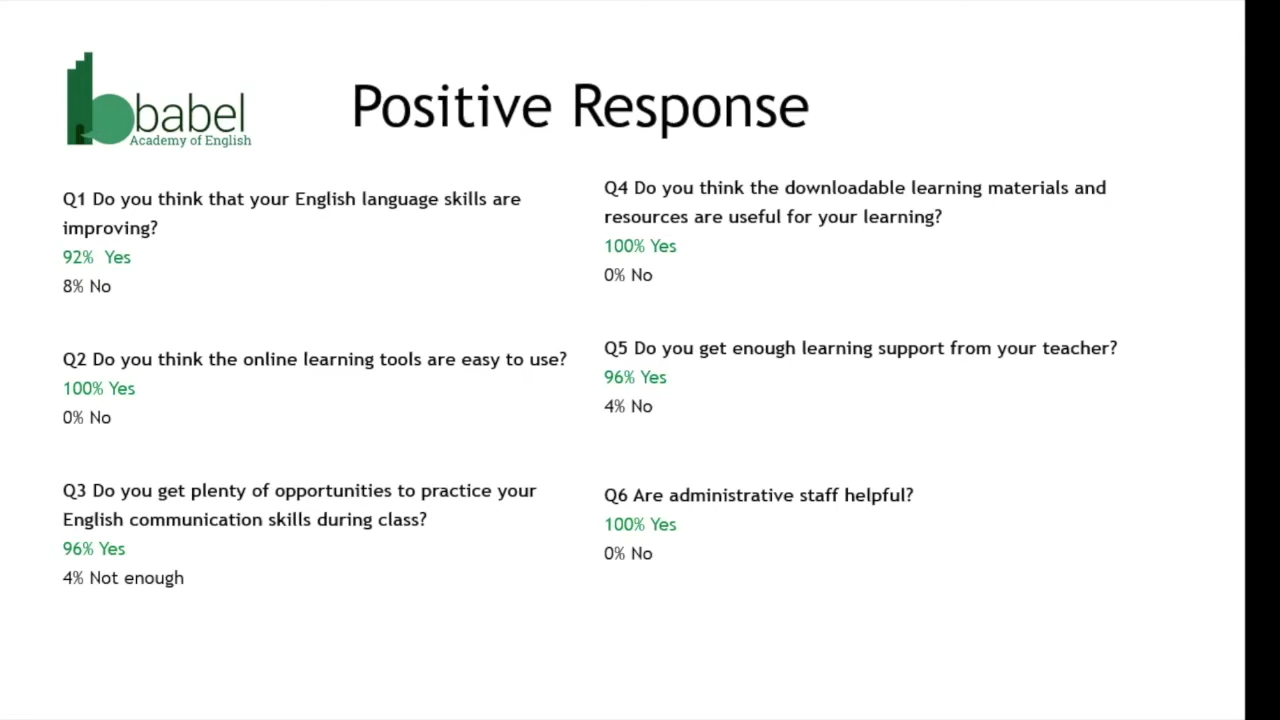 babel
Academy of English
Positive Response
Q1 Do you think that your English language skills are
improving?
92% Yes
8% No
Q2 Do you think the online learning tools are easy to use?
100% Yes
0% No
Q3 Do you get plenty of opportunities to practice your
English communication skills during class?
96% Yes
4% Not enough
Q4 Do you think the downloadable learning materials and
resources are useful for your learning?
100% Yes
0% No
Q5 Do you get enough learning support from your teacher?
96% Yes
4% No
Q6 Are administrative staff helpful?
100% Yes
0% No